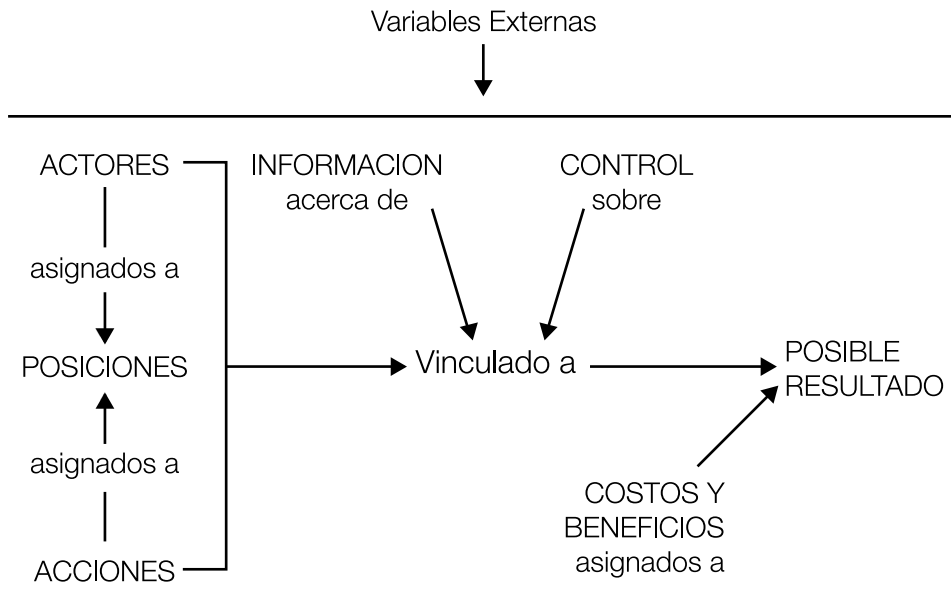 Variables Externas
ACTORES
asignados a
POSICIONES
asignados a
ACCIONES
INFORMACION
acerca de
CONTROL
sobre
Vinculado a
POSIBLE
RESULTADO
COSTOS Y
BENEFICIOS
asignados a